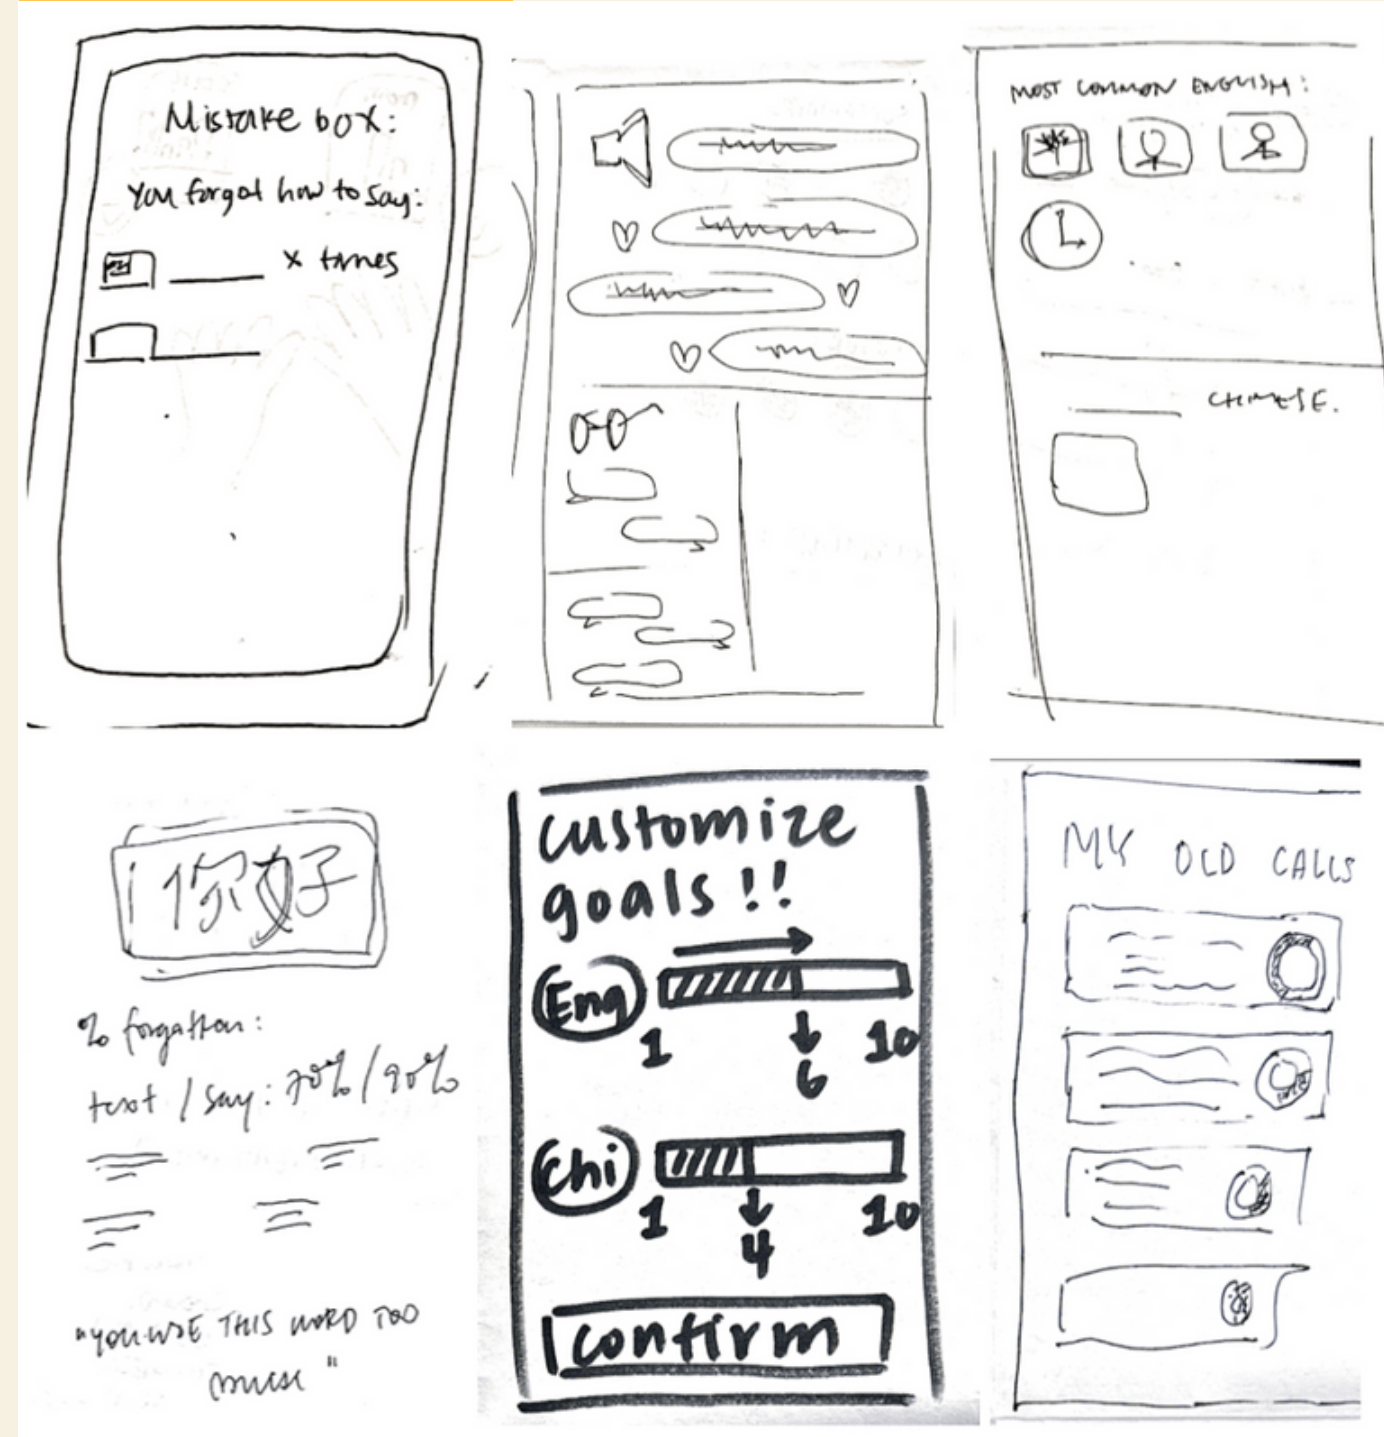 Mistake box:
You forgot how to say:
x times
MOST COMMON ENGLISH:
CHINESE.
你好
% forgotten:
text / say: 70% / 90%
"YOU USE THIS WORD TOO
MUCH"
customize
goals!!
Eng
1
10
6
Chi
1
10
4
confirm
MY OLD CALLS